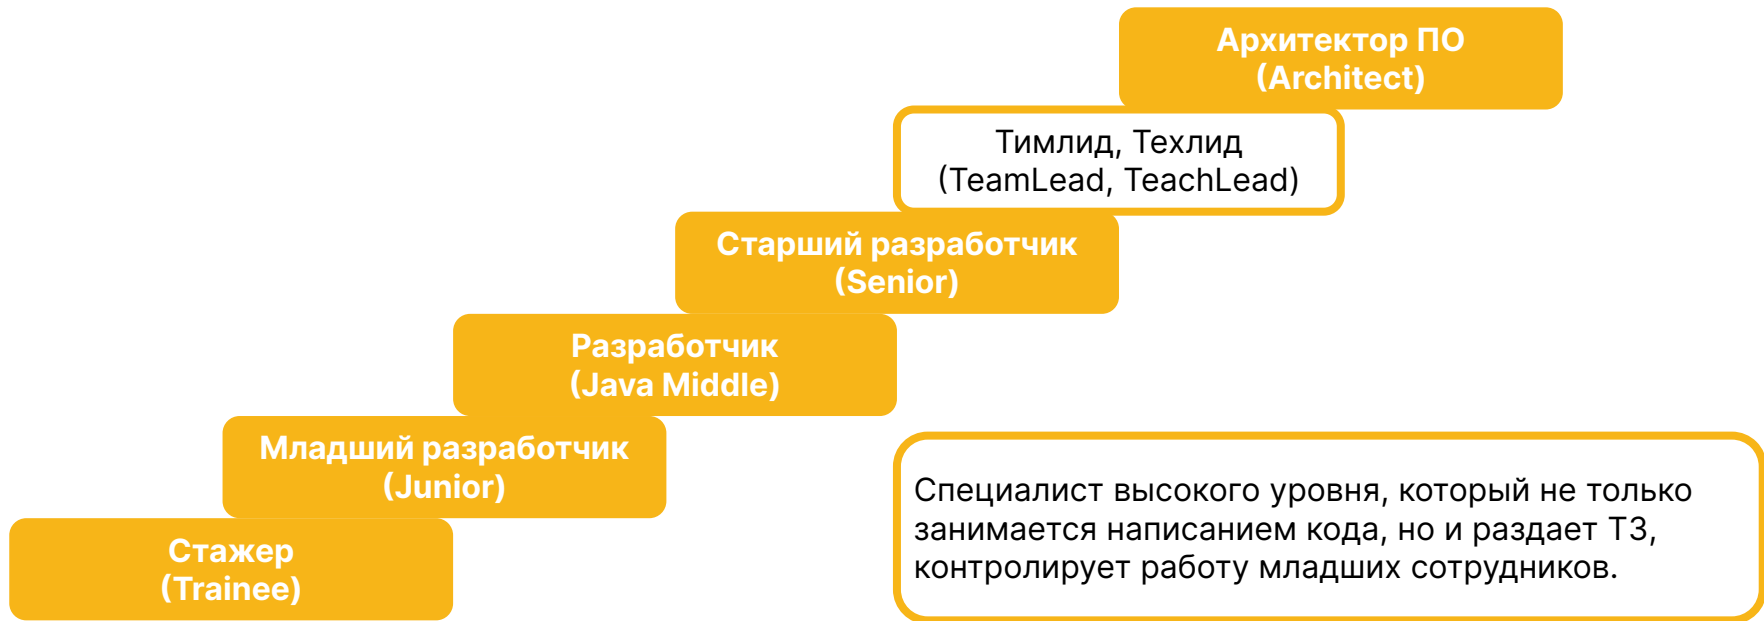 Архитектор ПО
(Architect)
Тимлид, Техлид
(TeamLead, TeachLead)
Старший разработчик
(Senior)
Разработчик
(Java Middle)
Младший разработчик
(Junior)
Стажер
(Trainee)
Специалист высокого уровня, который не только
занимается написанием кода, но и раздает ТЗ,
контролирует работу младших сотрудников.